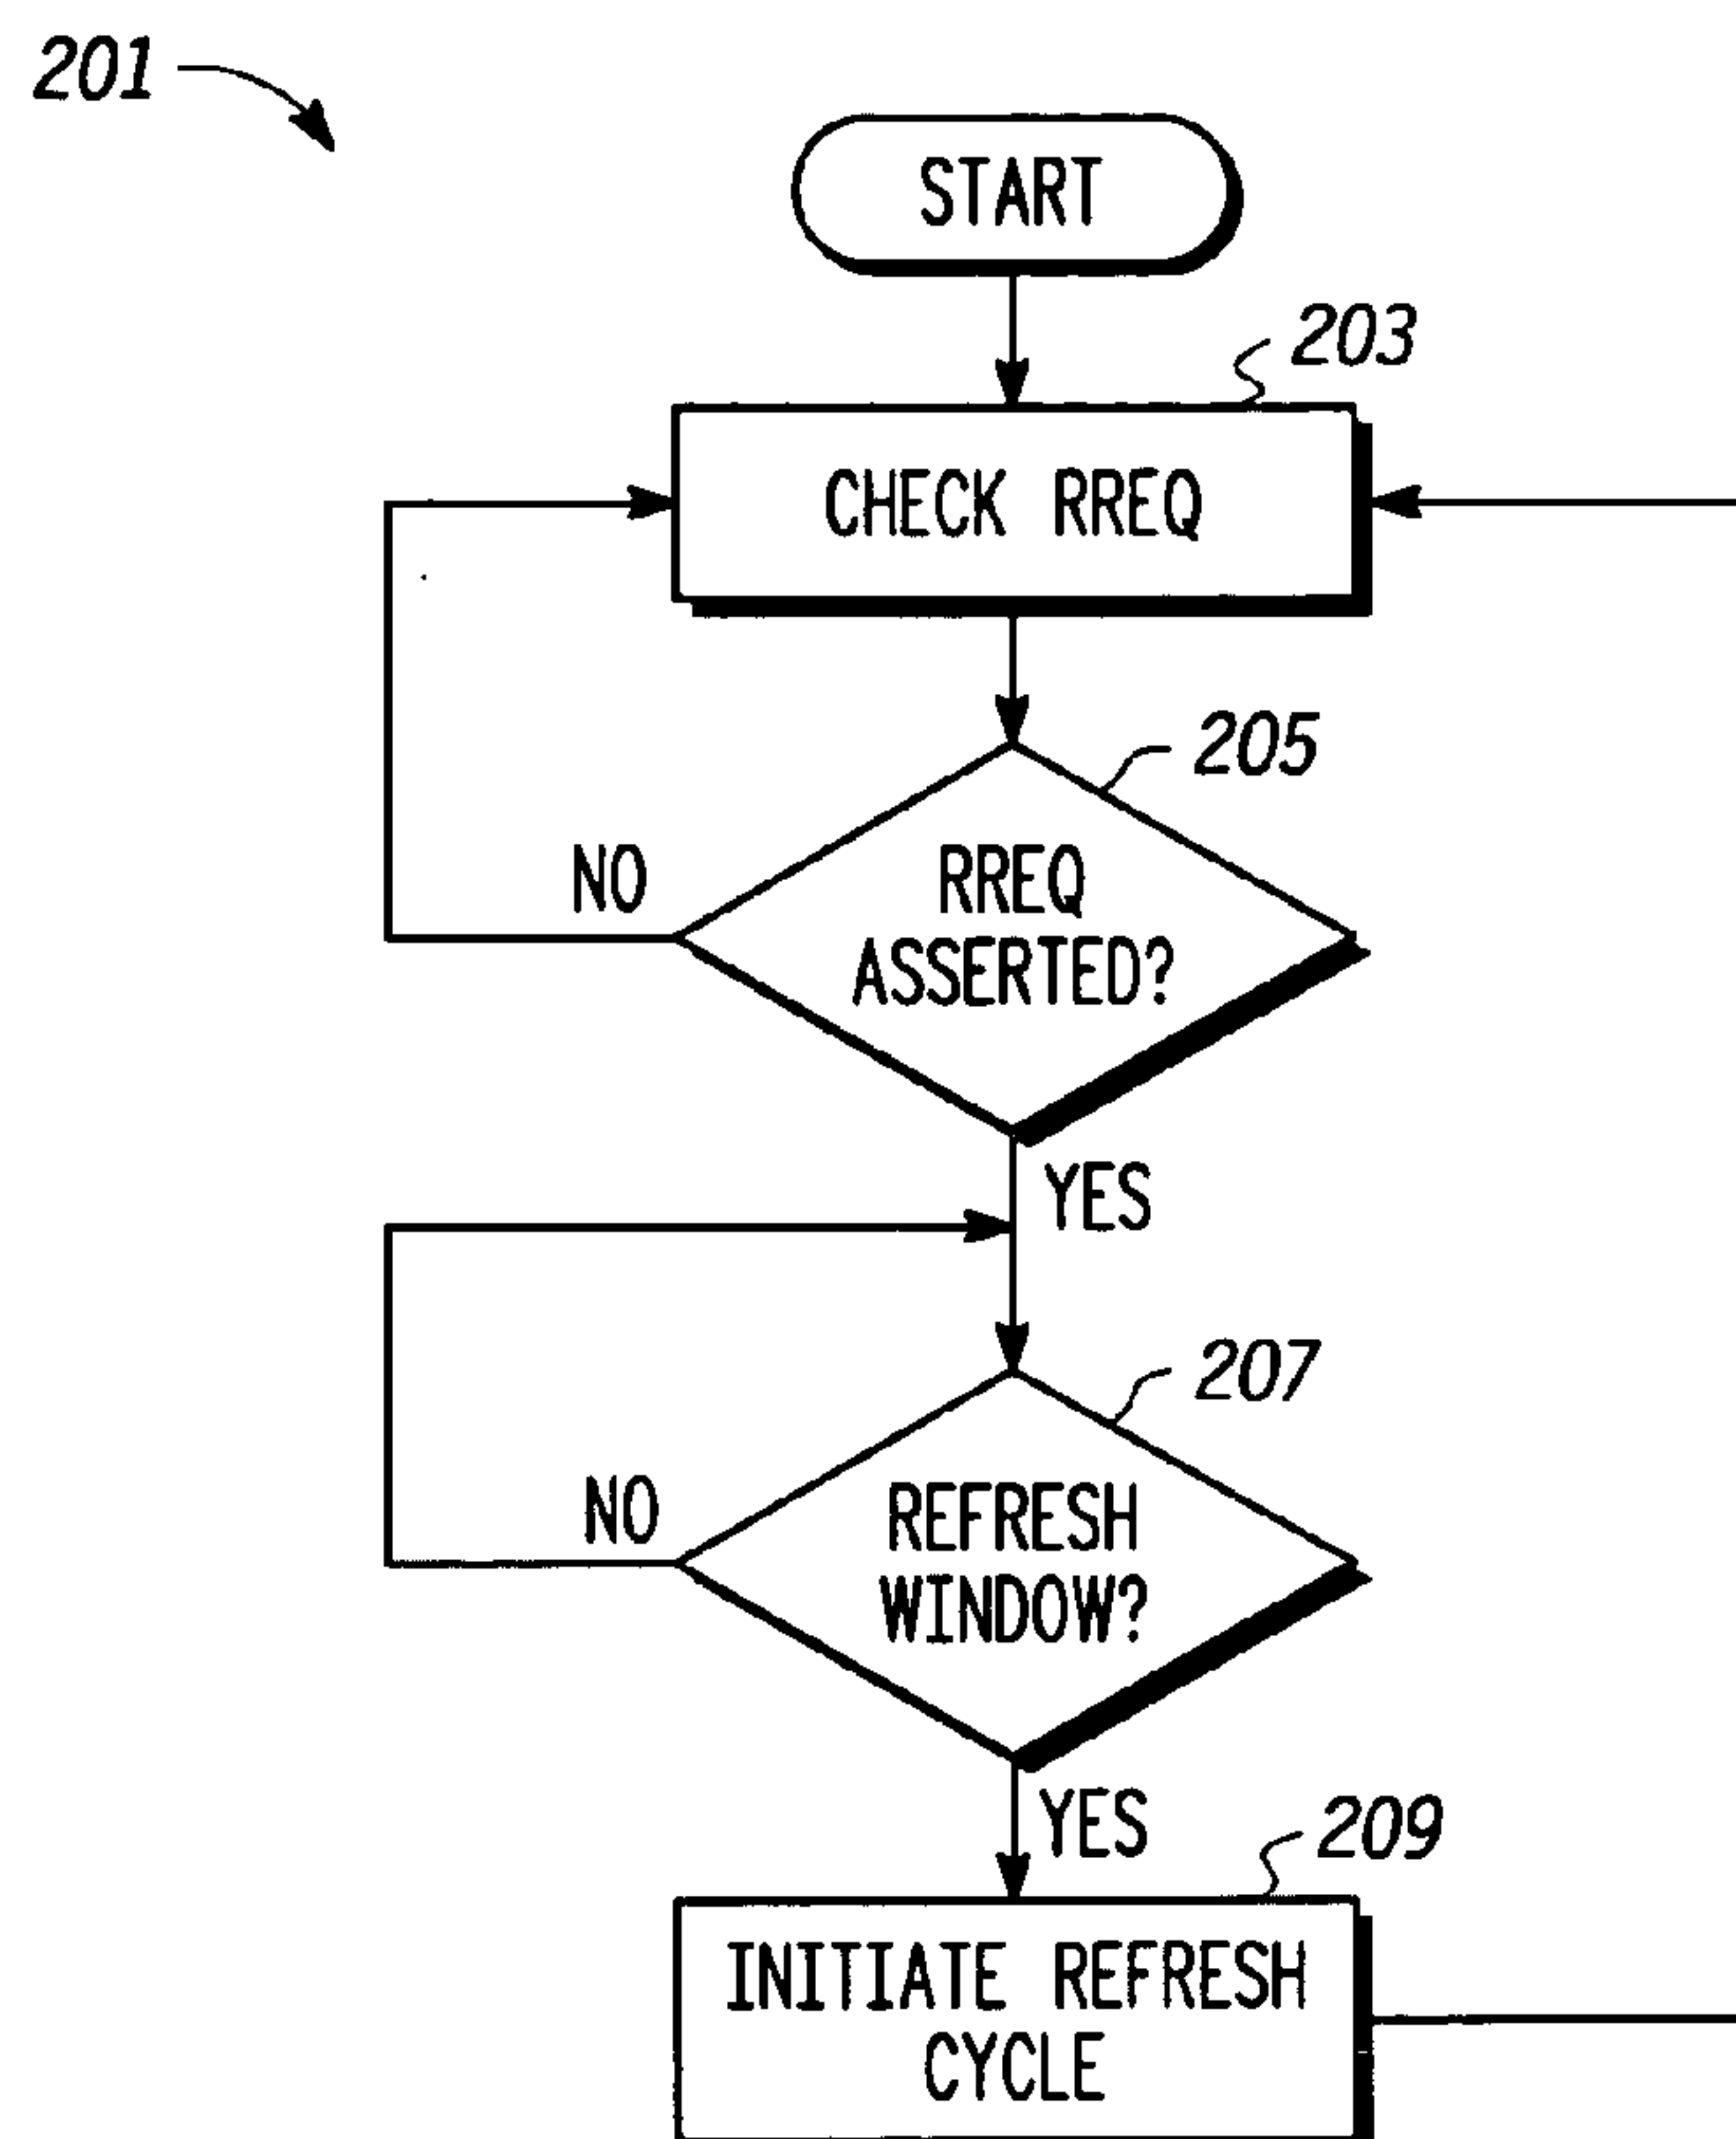 201
START
203
CHECK RREQ
205
NO
RREQ
ASSERTED?
YES
207
NO
REFRESH
WINDOW?
YES
209
INITIATE REFRESH
CYCLE